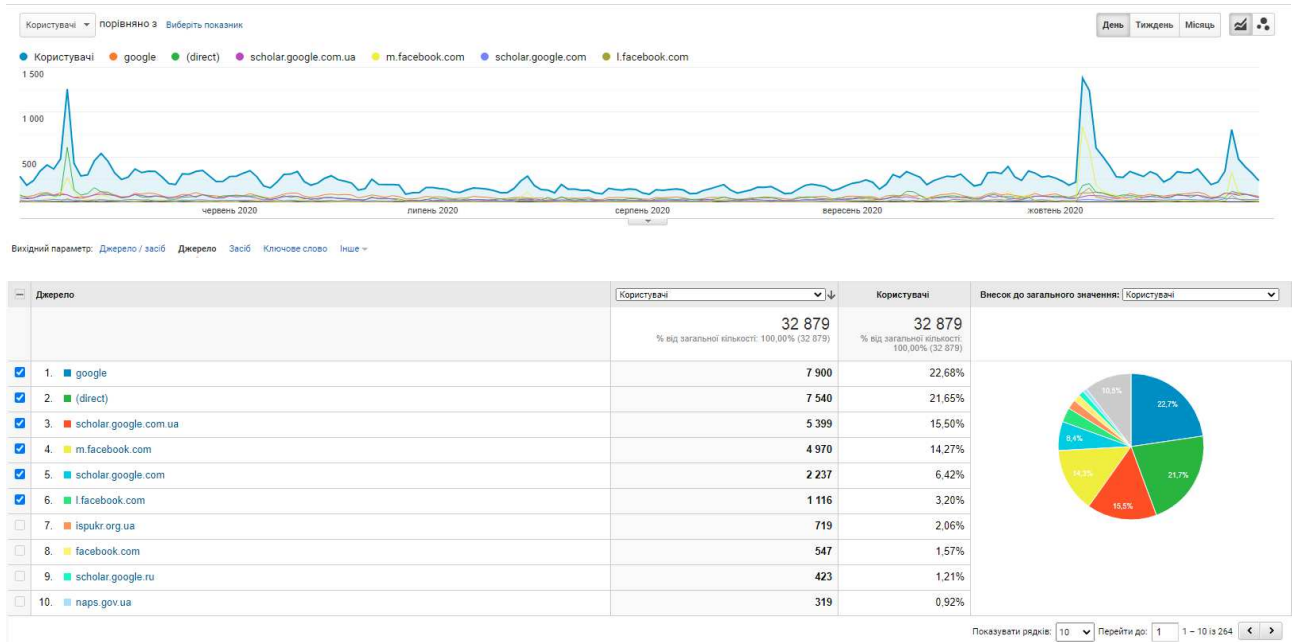 Користувачі порівняно з Виберіть показник День Тиждень Місяць
Користувачі google (direct) scholar.google.com.ua m.facebook.com scholar.google.com l.facebook.com
1 500
1 000
500
червень 2020 липень 2020 серпень 2020 вересень 2020 жовтень 2020
Вихідний параметр: Джерело / засіб Джерело Засіб Ключове слово Інше
Джерело Користувачі Користувачі Внесок до загального значення: Користувачі
32 879 32 879
% від загальної кількості: 100,00% (32 879) % від загальної кількості:
100,00% (32 879)
1. google 7 900 22,68%
2. (direct) 7 540 21,65%
3. scholar.google.com.ua 5 399 15,50%
4. m.facebook.com 4 970 14,27%
5. scholar.google.com 2 237 6,42%
6. l.facebook.com 1 116 3,20%
7. ispukr.org.ua 719 2,06%
8. facebook.com 547 1,57%
9. scholar.google.ru 423 1,21%
10. naps.gov.ua 319 0,92%
22,7%
21,7%
15,5%
14,3%
Показувати рядків: 10 Перейти до: 1 1 – 10 із 264